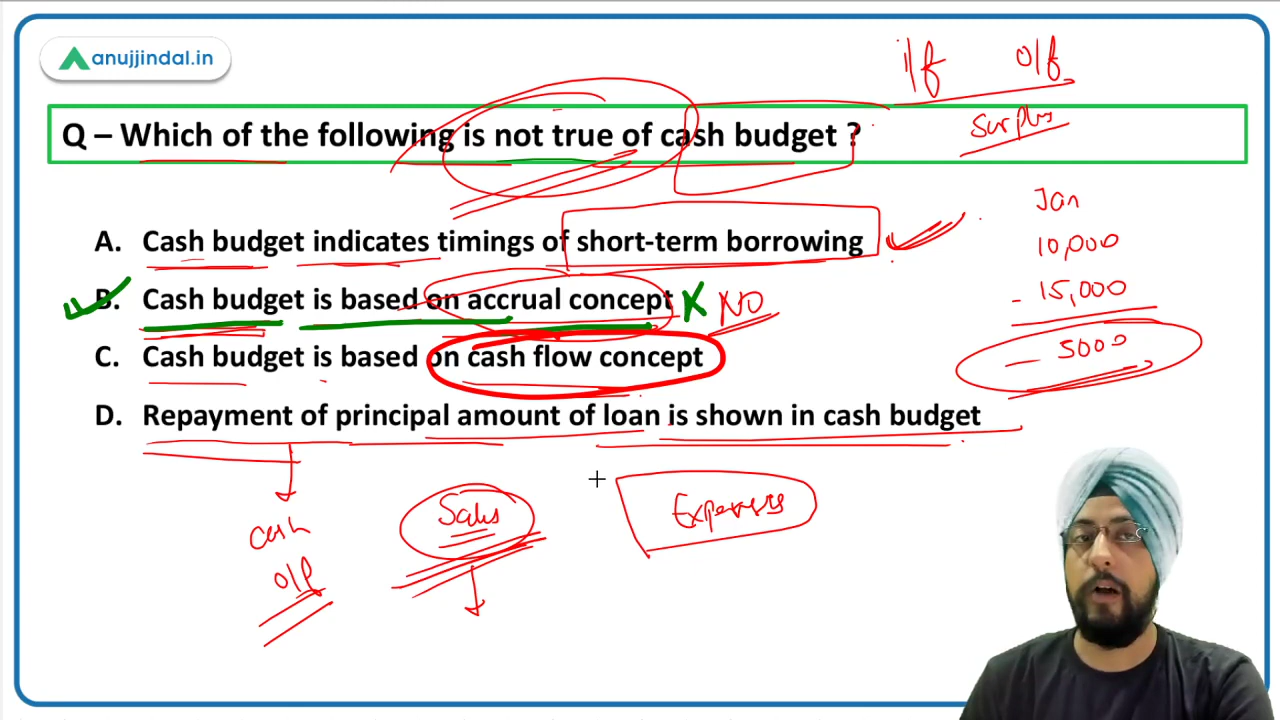 anujjindal.in
i/f o/f
Q – Which of the following is not true of cash budget ?
Surplus
Jan
10,000
A. Cash budget indicates timings of short-term borrowing
- 15,000
B. Cash budget is based on accrual concept X NO
- 5000
C. Cash budget is based on cash flow concept
D. Repayment of principal amount of loan is shown in cash budget
Sales
Expenses
cash